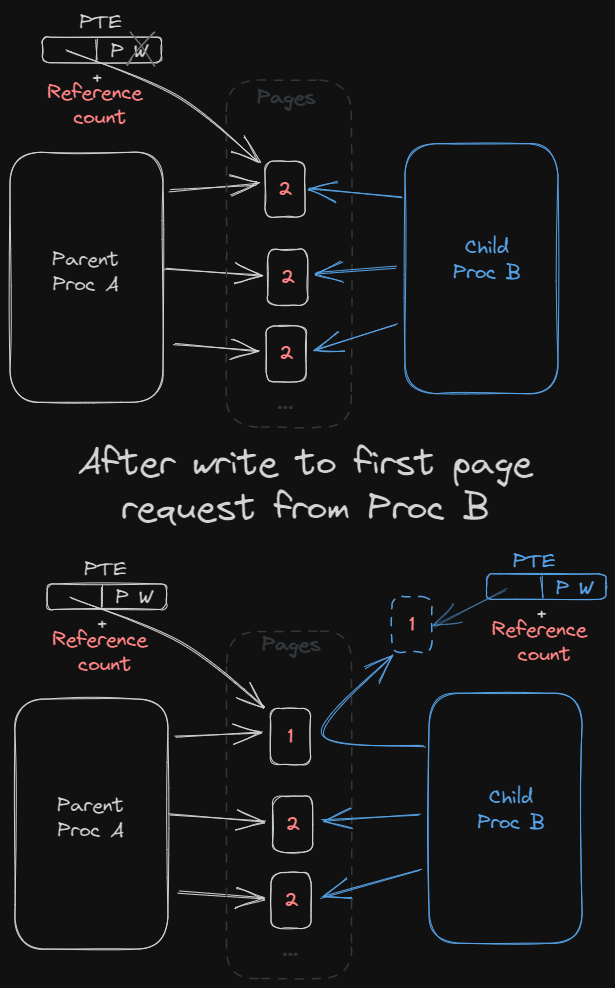 PTE
P W
+
Reference
count
Pages
2
Parent
Proc A
Child
Proc B
2
2
...
After write to first page
request from Proc B
PTE
P W
+
Reference
count
PTE
P W
+
Reference
count
1
Pages
1
Parent
Proc A
Child
Proc B
2
2
...